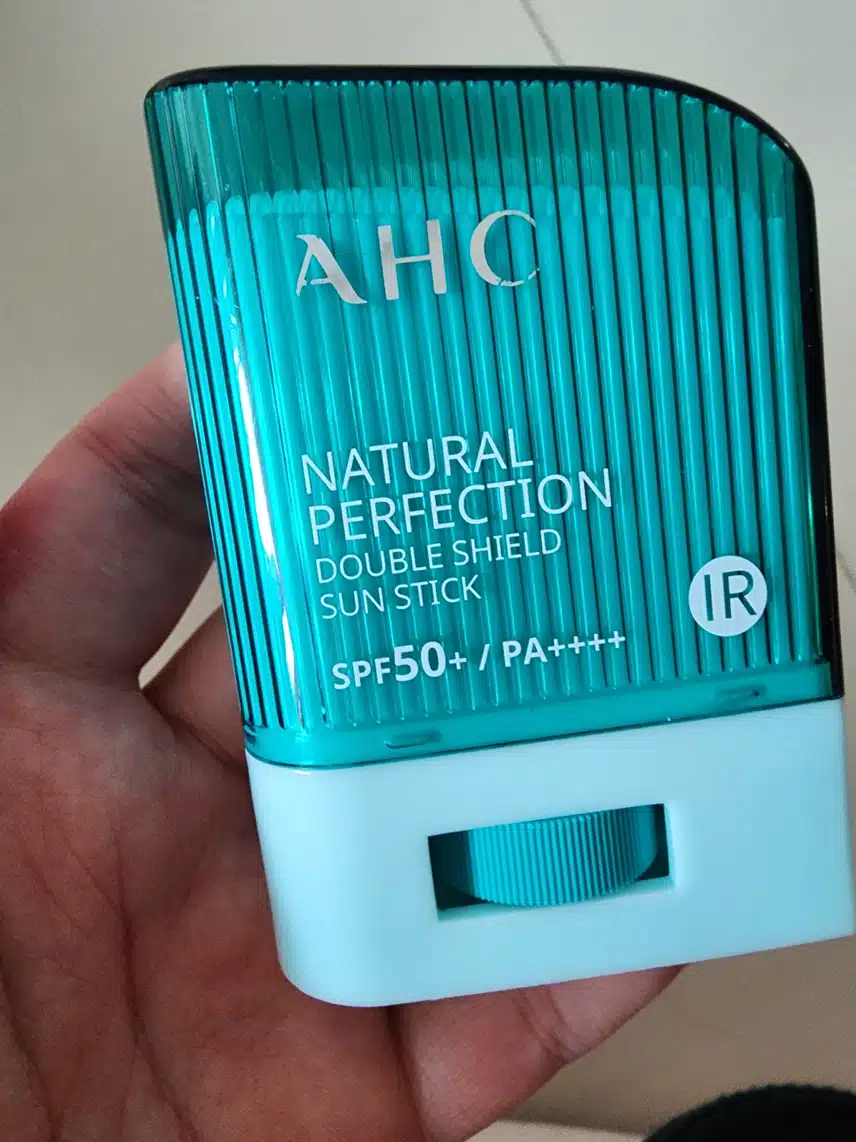 AHC
NATURAL
PERFECTION
DOUBLE SHIELD
SUN STICK
IR
SPF50+ / PA++++